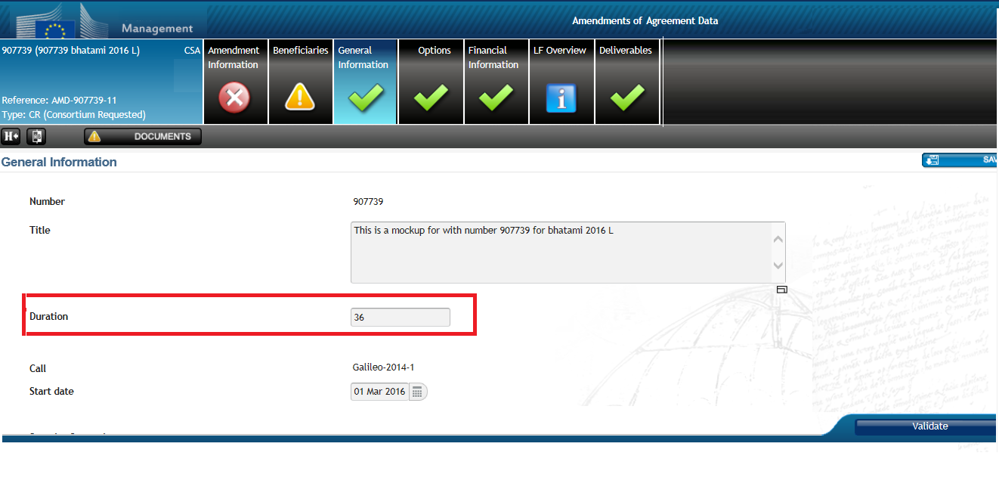 Management
Amendments of Agreement Data
907739 (907739 bhatami 2016 L) CSA
Reference: AMD-907739-11
Type: CR (Consortium Requested)
Amendment
Information
Beneficiaries
General
Information
Options
Financial
Information
LF Overview
Deliverables
DOCUMENTS
General Information
SAV
Number 907739
Title This is a mockup for with number 907739 for bhatami 2016 L
Duration 36
Call Galileo-2014-1
Start date 01 Mar 2016
Validate